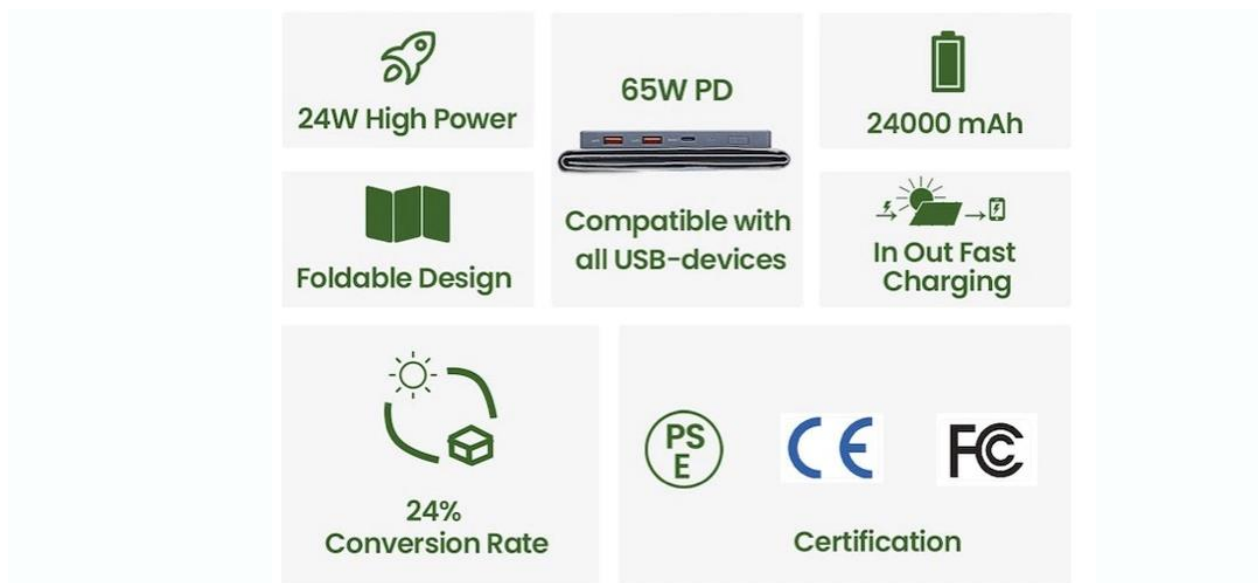 24W High Power
65W PD
24000 mAh
Foldable Design
Compatible with
all USB-devices
In Out Fast
Charging
24%
Conversion Rate
PS
E
CE
FC
Certification